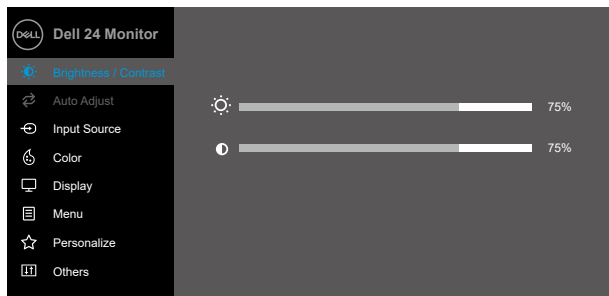 DELL
Dell 24 Monitor
Brightness / Contrast
Auto Adjust
Input Source
Color
Display
Menu
Personalize
Others
75%
75%